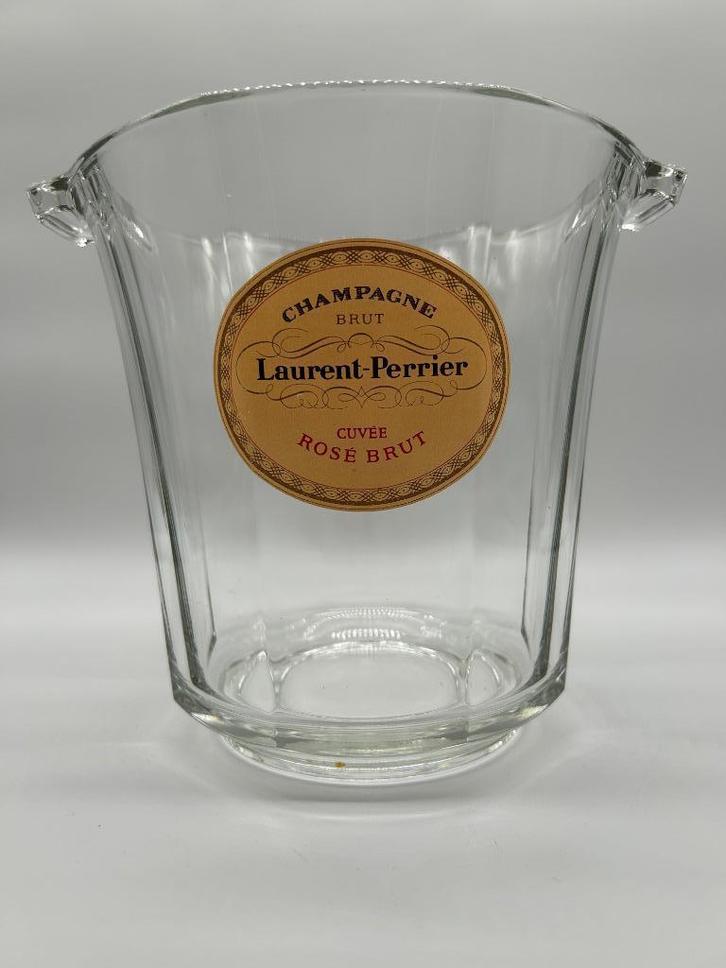 CHAMPAGNE
BRUT
Laurent-Perrier
CUVÉE
ROSÉ BRUT